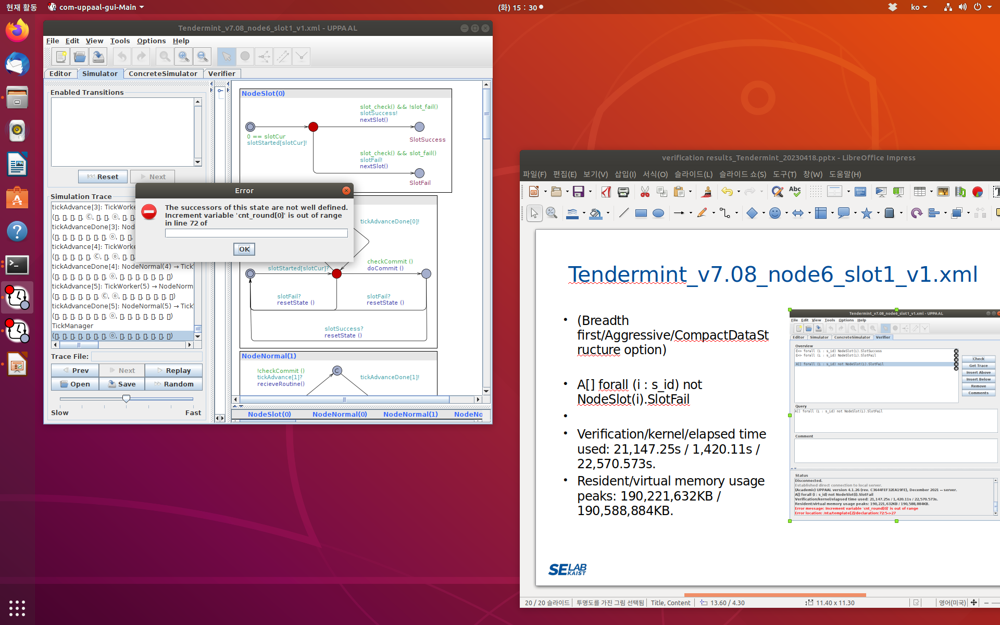 현재 활동
com-uppaal-gui-Main
(화) 15 : 30
ko
Tendermint_v7.08_node6_slot1_v1.xml - UPPAAL
File Edit View Tools Options Help
Editor Simulator ConcreteSimulator Verifier
Enabled Transitions
Reset Next
Simulation Trace
tickAdvance[3]: TickWorke
tickAdvanceDone[3]: Nod
tickAdvance[4]: TickWorke
tickAdvanceDone[4]: NodeNormal(4) → Tick
tickAdvance[5]: TickWorker(5) → NodeNorm
tickAdvanceDone[5]: NodeNormal(5) → Tick
TickManager
Trace File:
Prev Next Replay
Open Save Random
Slow Fast
NodeSlot(0)
slot_check() && !slot_fail()
slotSuccess!
nextSlot()
0 == slotCur
slotStarted[slotCur]!
SlotSuccess
slot_check() && slot_fail()
slotFail!
nextSlot()
SlotFail
Error
The successors of this state are not well defined.
Increment variable 'cnt_round[0]' is out of range
in line 72 of
OK
tickAdvanceDone[0]!
checkCommit ()
doCommit ()
slotStarted[slotCur]?
slotFail?
resetState ()
slotFail?
resetState ()
slotSuccess?
resetState ()
NodeNormal(1)
!checkCommit ()
tickAdvance[1]?
recieveRoutine()
C
tickAdvanceDone[1]!
NodeSlot(0) NodeNormal(0) NodeNormal(1) NodeNo
verification results_Tendermint_20230418.pptx - LibreOffice Impress
파일(F) 편집(E) 보기(V) 삽입(I) 서식(O) 슬라이드(L) 슬라이드 쇼(S) 도구(T) 창(W) 도움말(H)
Abc
Tendermint_v7.08_node6_slot1_v1.xml
• (Breadth
first/Aggressive/CompactDataSt
ructure option)
• A[] forall (i : s_id) not
NodeSlot(i).SlotFail
•
• Verification/kernel/elapsed time
used: 21,147.25s / 1,420.11s /
22,570.573s.
• Resident/virtual memory usage
peaks: 190,221,632KB /
190,588,884KB.
Tendermint_v7.08_node6_slot1_v1.xml - UPPAAL
File Edit View Tools Options Help
Editor Simulator ConcreteSimulator Verifier
Overview
E<> forall (i : s_id) NodeSlot(i).SlotSuccess
E<> forall (i : s_id) NodeSlot(i).SlotFail
A[] forall (i : s_id) not NodeSlot(i).SlotFail
Check
Get Trace
Insert Above
Insert Below
Remove
Comments
Query
A[] forall (i : s_id) not NodeSlot(i).SlotFail
Comment
Status
Disconnected.
Established direct connection to local server.
(Academic) UPPAAL version 4.1.26 (rev. C3644FEF32EA19FE), December 2021 -- server.
A[] forall (i : s_id) not NodeSlot(i).SlotFail
Verification/kernel/elapsed time used: 21,147.25s / 1,420.11s / 22,570.573s.
Resident/virtual memory usage peaks: 190,221,632KB / 190,588,884KB.
Error message: Increment variable 'cnt_round[0]' is out of range
Error location: /nta/template[2]/declaration:72:5->27
SELAB
KAIST
20 / 20 슬라이드 투명도를 가진 그림 선택됨 Title, Content 13.60 / 4.30 11.40 x 11.30 영어(미국)